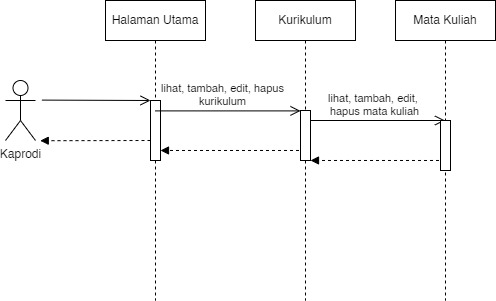 Halaman Utama
Kurikulum
Mata Kuliah
lihat, tambah, edit, hapus
kurikulum
lihat, tambah, edit,
hapus mata kuliah
Kaprodi